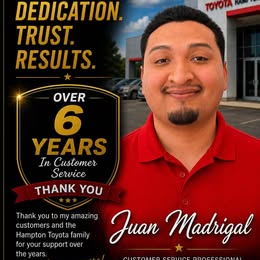 DEDICATION.
TRUST.
RESULTS.
TOYOTA
OVER
6
YEARS
In Customer
Service
THANK YOU
Thank you to my amazing
customers and the
Hampton Toyota family
for your support over
the years.
Juan Madrigal
CUSTOMER SERVICE PROFESSIONAL